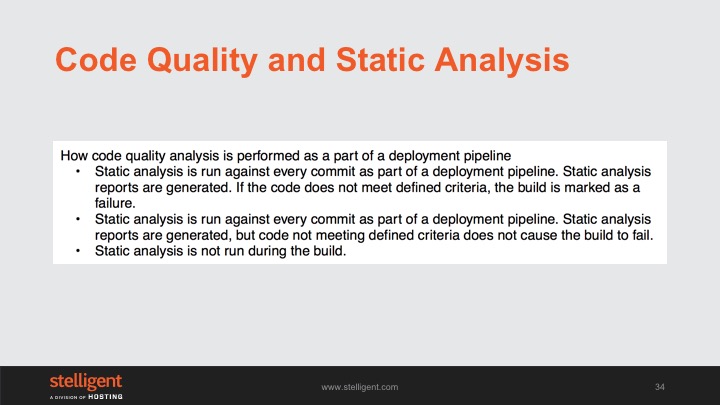 Code Quality and Static Analysis
How code quality analysis is performed as a part of a deployment pipeline
• Static analysis is run against every commit as part of a deployment pipeline. Static analysis
reports are generated. If the code does not meet defined criteria, the build is marked as a
failure.
• Static analysis is run against every commit as part of a deployment pipeline. Static analysis
reports are generated, but code not meeting defined criteria does not cause the build to fail.
• Static analysis is not run during the build.
stelligent
A DIVISION OF HOSTING
www.stelligent.com
34